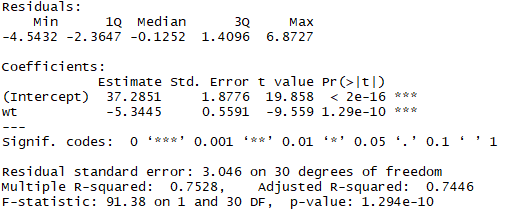 Residuals:
    Min      1Q  Median      3Q     Max
-4.5432 -2.3647 -0.1252  1.4096  6.8727
Coefficients:
            Estimate Std. Error t value Pr(>|t|)
(Intercept)  37.2851     1.8776  19.858  < 2e-16 ***
wt           -5.3445     0.5591  -9.559 1.29e-10 ***
---
Signif. codes:  0 ‘***’ 0.001 ‘**’ 0.01 ‘*’ 0.05 ‘.’ 0.1 ‘ ’ 1
Residual standard error: 3.046 on 30 degrees of freedom
Multiple R-squared:  0.7528,    Adjusted R-squared:  0.7446
F-statistic: 91.38 on 1 and 30 DF,  p-value: 1.294e-10